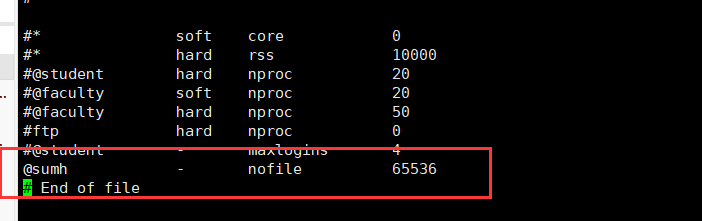 #
#* soft core 0
#* hard rss 10000
#@student hard nproc 20
#@faculty soft nproc 20
#@faculty hard nproc 50
#ftp hard nproc 0
#@student - maxlogins 4
@sumh - nofile 65536
# End of file